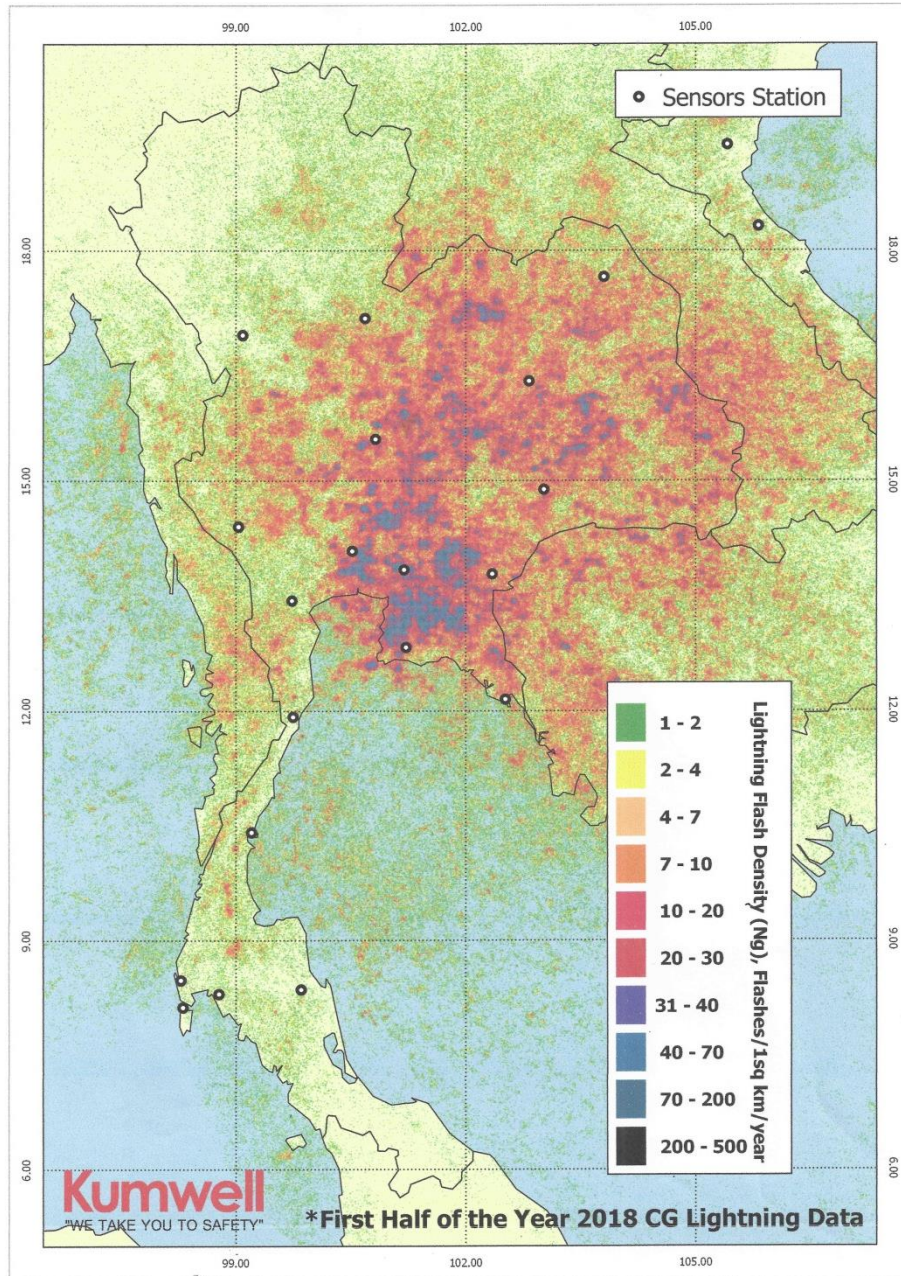 99.00
102.00
105.00
Sensors Station
18.00
18.00
15.00
15.00
12.00
12.00
9.00
9.00
6.00
6.00
Lightning Flash Density (Ng), Flashes/1sq km/year
1 - 2
2 - 4
4 - 7
7 - 10
10 - 20
20 - 30
31 - 40
40 - 70
70 - 200
200 - 500
Kumwell
"WE TAKE YOU TO SAFETY"
*First Half of the Year 2018 CG Lightning Data
99.00
102.00
105.00